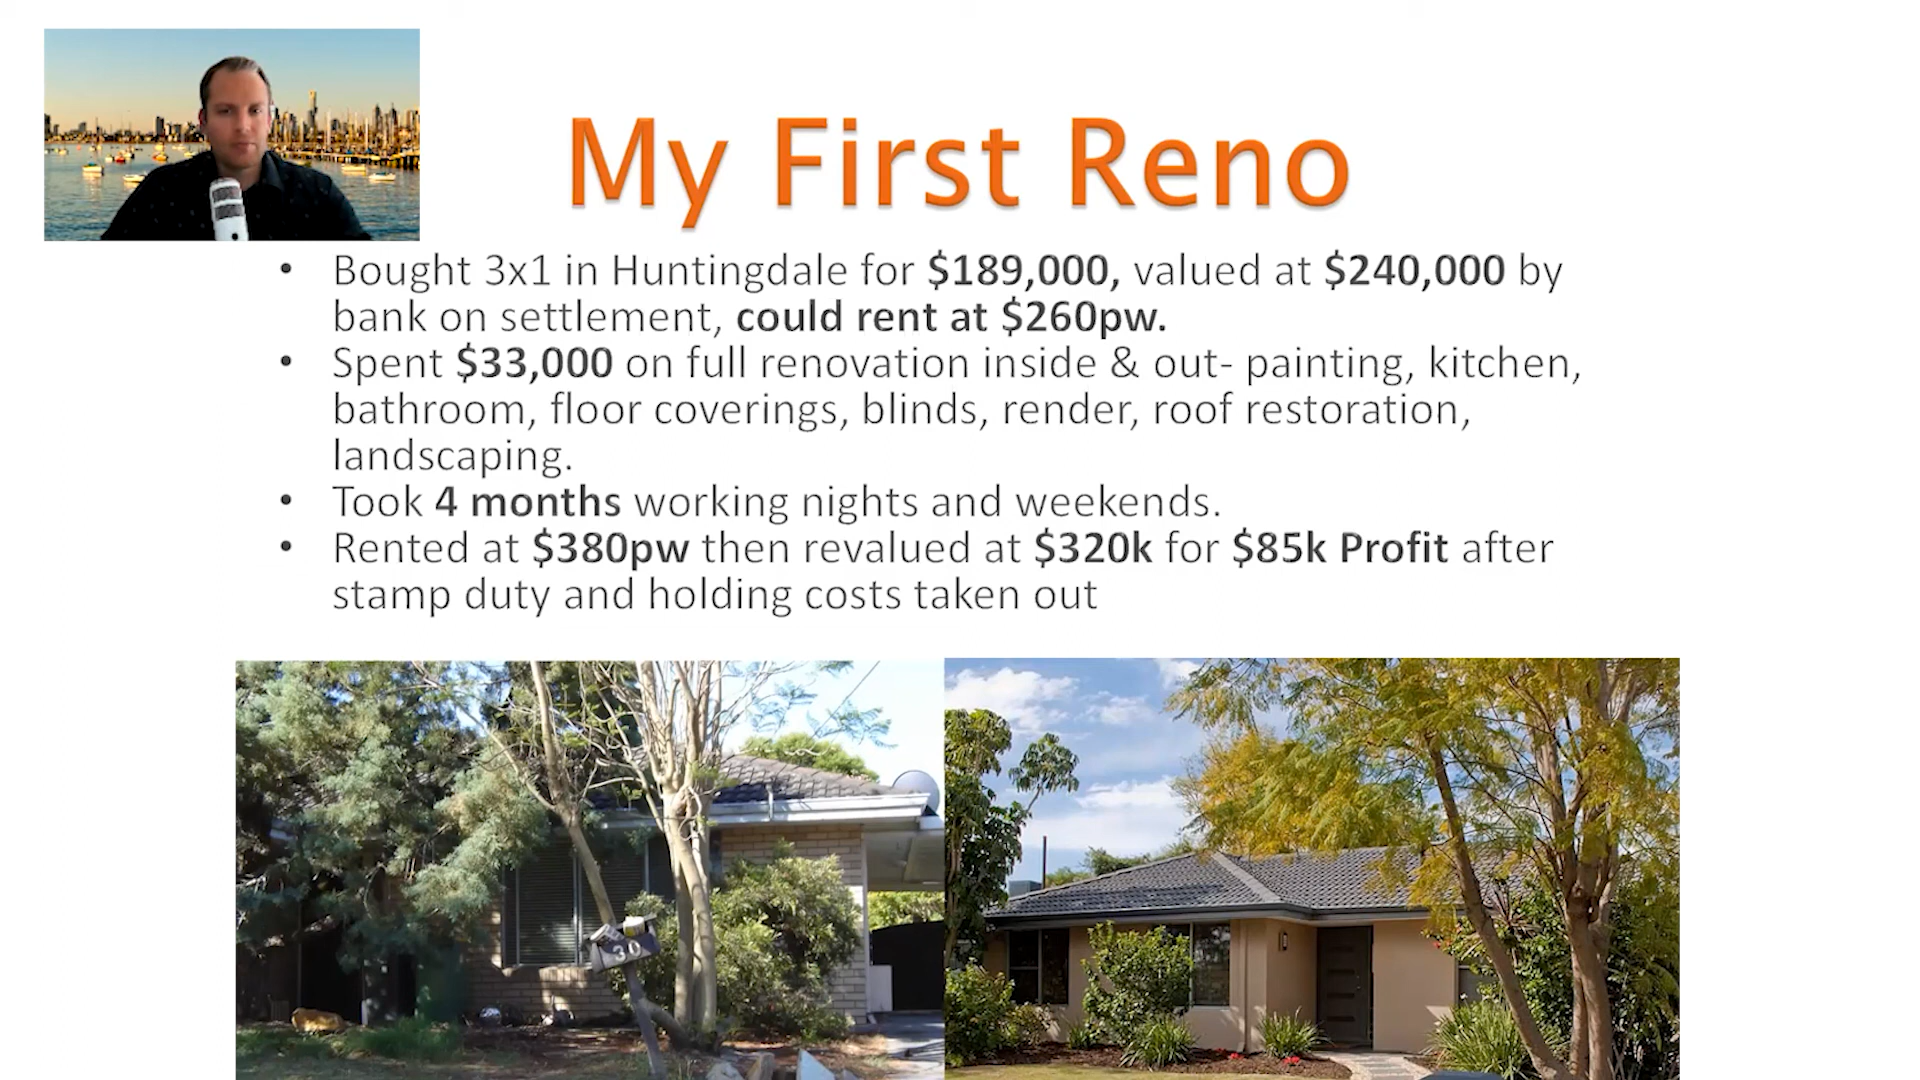 My First Reno
• Bought 3x1 in Huntingdale for $189,000, valued at $240,000 by
bank on settlement, could rent at $260pw.
• Spent $33,000 on full renovation inside & out- painting, kitchen,
bathroom, floor coverings, blinds, render, roof restoration,
landscaping.
• Took 4 months working nights and weekends.
• Rented at $380pw then revalued at $320k for $85k Profit after
stamp duty and holding costs taken out
30